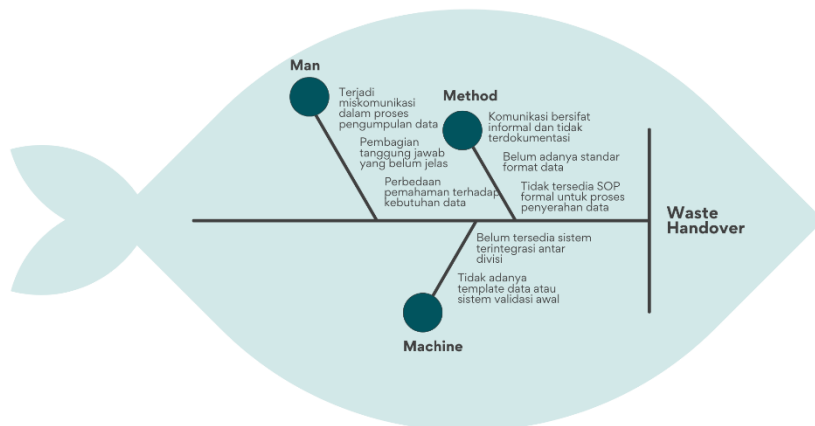 Man
Terjadi
miskomunikasi
dalam proses
pengumpulan data
Pembagian
tanggung jawab
yang belum jelas
Perbedaan
pemahaman terhadap
kebutuhan data
Method
Komunikasi bersifat
informal dan tidak
terdokumentasi
Belum adanya standar
format data
Tidak tersedia SOP
formal untuk proses
penyerahan data
Waste
Handover
Belum tersedia sistem
terintegrasi antar
divisi
Tidak adanya
template data atau
sistem validasi awal
Machine